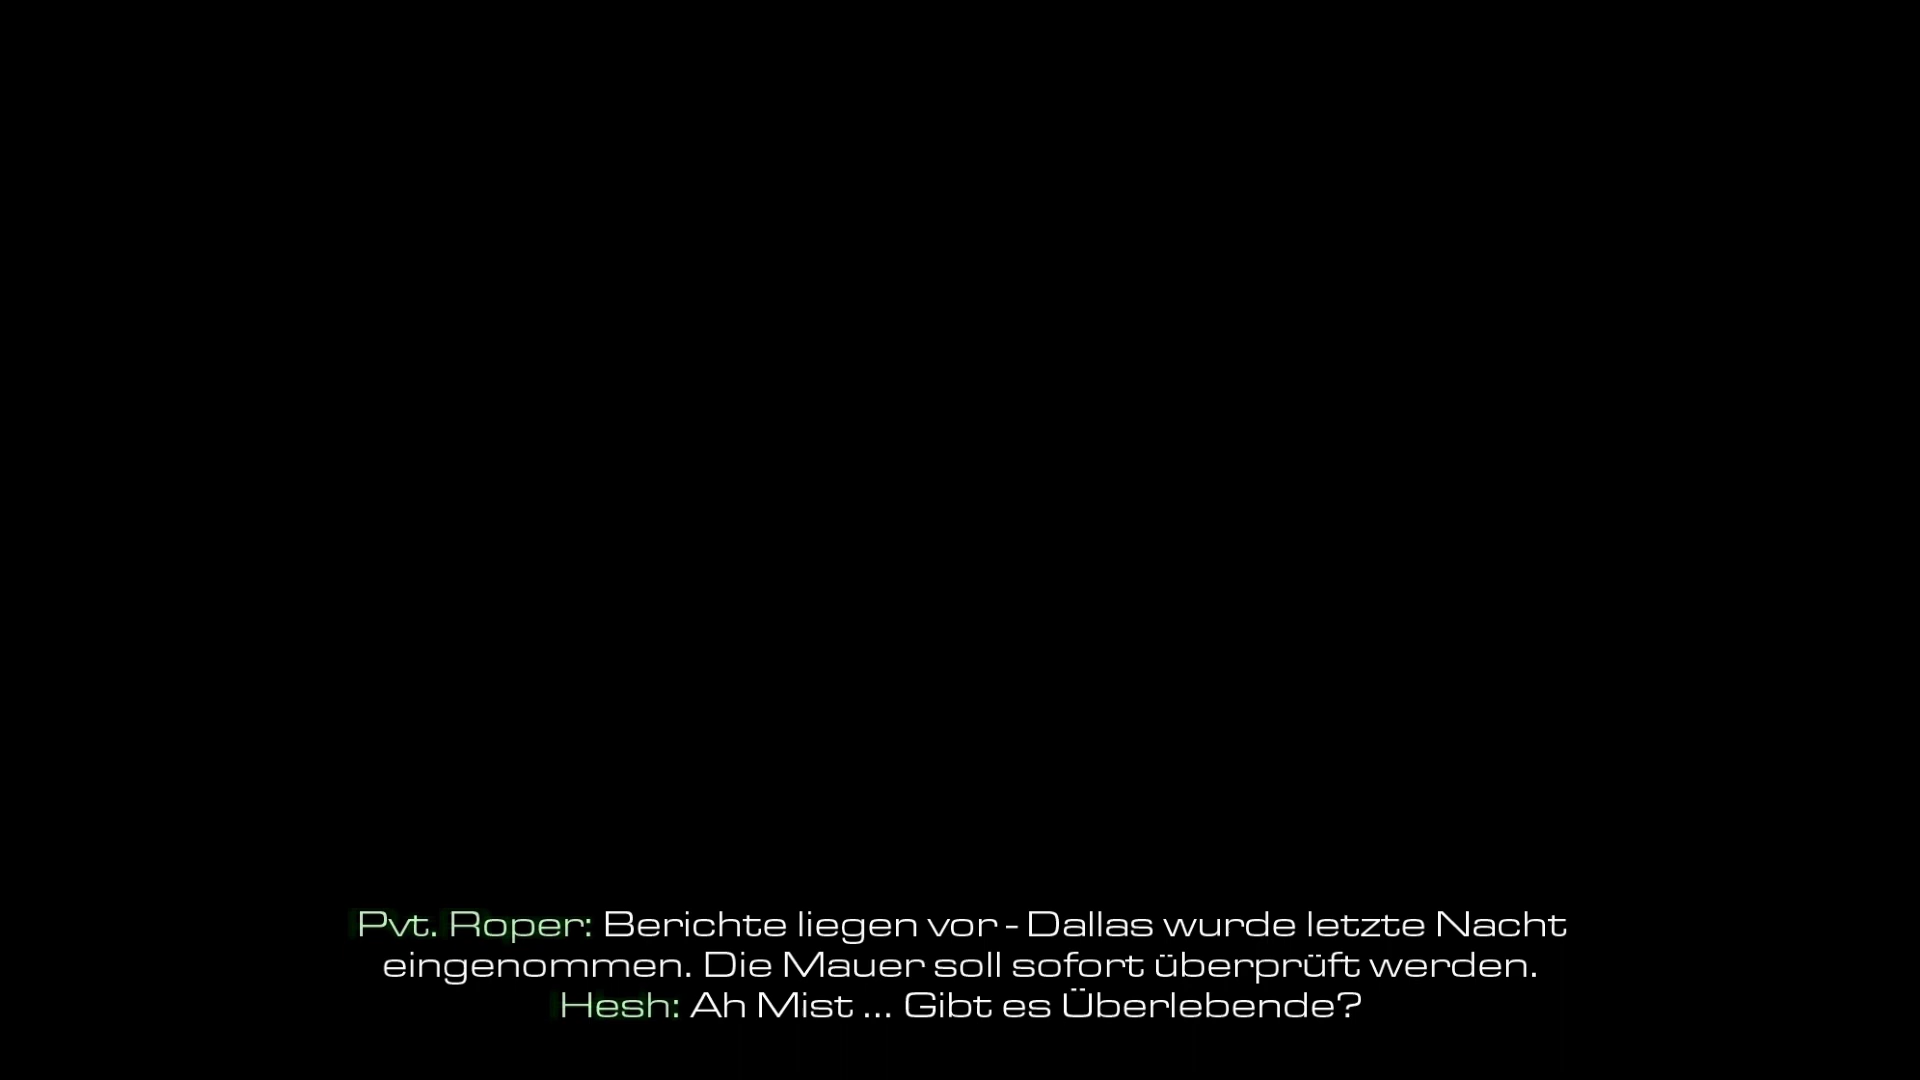 Pvt. Roper: Berichte liegen vor - Dallas wurde letzte Nacht
eingenommen. Die Mauer soll sofort überprüft werden.
Hesh: Ah Mist ... Gibt es Überlebende?